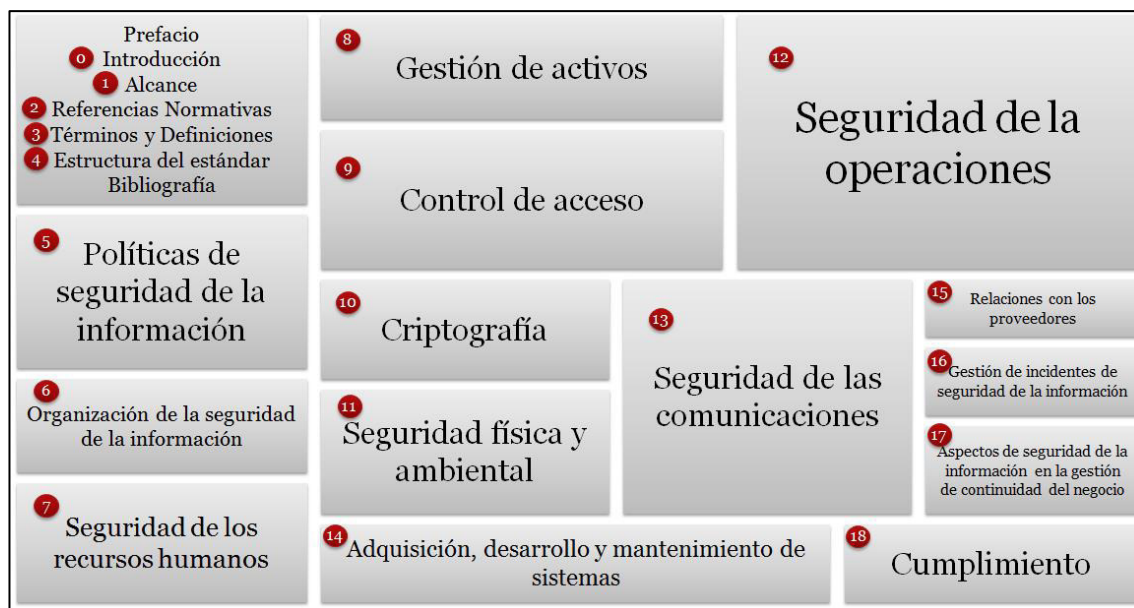 Prefacio
0 Introducción
1 Alcance
2 Referencias Normativas
3 Términos y Definiciones
4 Estructura del estándar
Bibliografía
5
Políticas de
seguridad de la
información
6
Organización de la seguridad
de la información
7
Seguridad de los
recursos humanos
8
Gestión de activos
9
Control de acceso
10
Criptografía
11
Seguridad física y
ambiental
12
Seguridad de la
operaciones
13
Seguridad de las
comunicaciones
14
Adquisición, desarrollo y mantenimiento de
sistemas
15
Relaciones con los
proveedores
16
Gestión de incidentes de
seguridad de la información
17
Aspectos de seguridad de la
información en la gestión
de continuidad del negocio
18
Cumplimiento